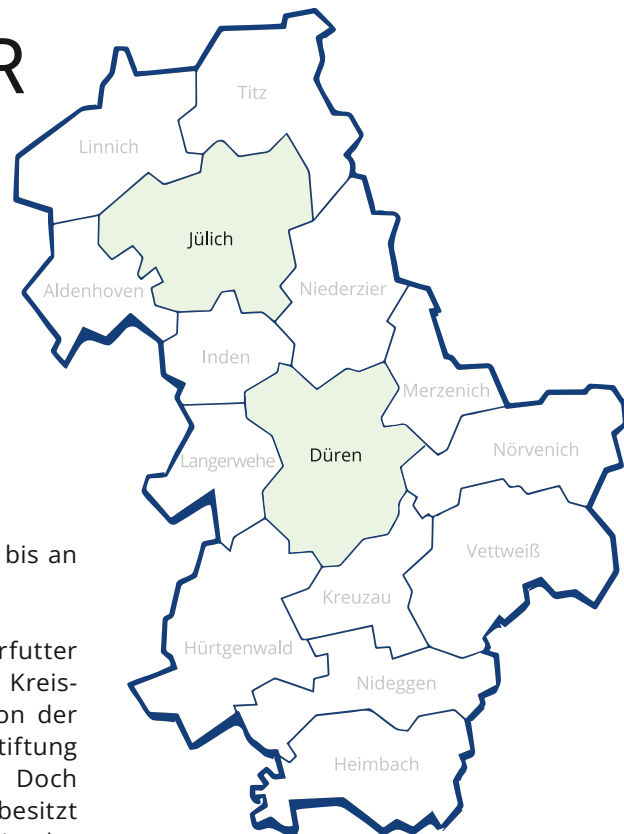 R
Titz
Linnich
Jülich
Aldenhoven
Niederzier
Inden
Merzenich
Langerwehe
Düren
Nörvenich
bis an
Vettweiß
Kreuzau
rfutter
Hürtgenwald
Kreis-
Nideggen
on der
tiftung
Doch
Heimbach
besitzt